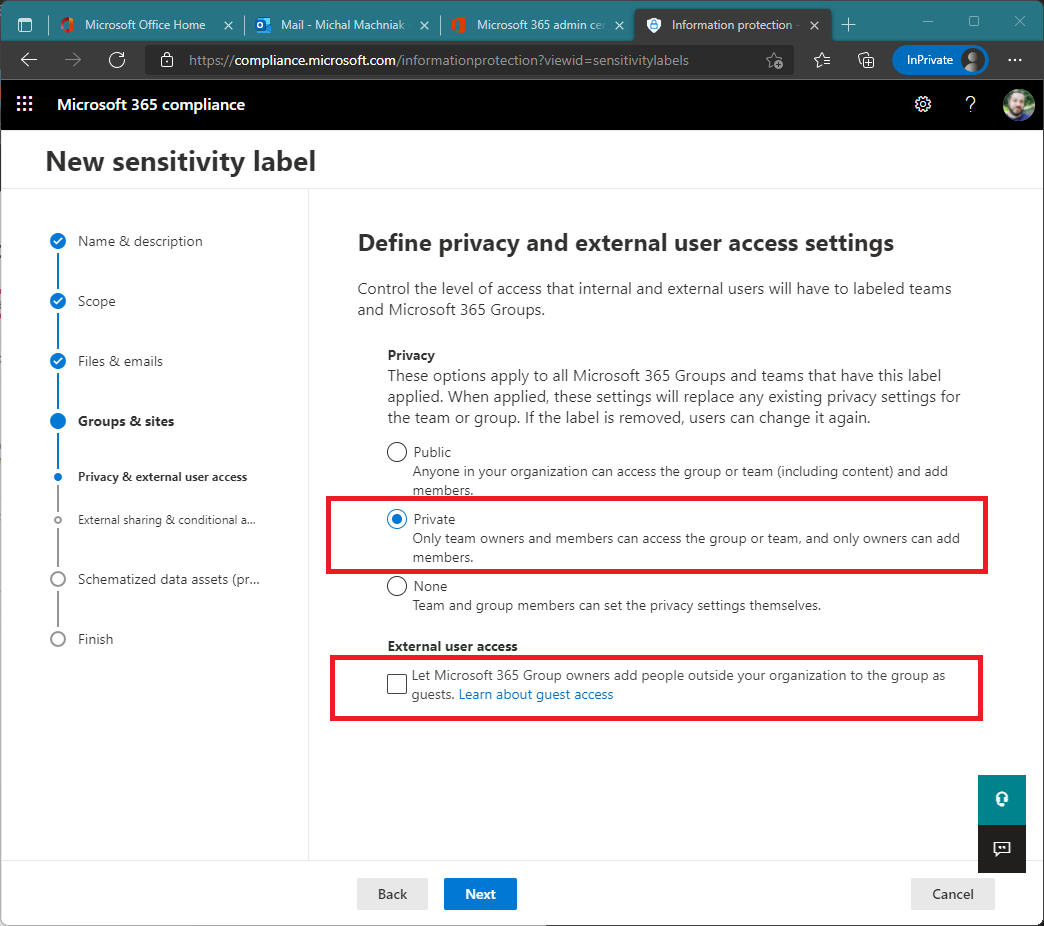 Microsoft Office Home
Mail - Michal Machniak
Microsoft 365 admin cen
Information protection -
https://compliance.microsoft.com/informationprotection?viewid=sensitivitylabels
InPrivate
Microsoft 365 compliance
?
New sensitivity label
Name & description
Scope
Files & emails
Groups & sites
Privacy & external user access
External sharing & conditional a...
Schematized data assets (pr...
Finish
Define privacy and external user access settings
Control the level of access that internal and external users will have to labeled teams
and Microsoft 365 Groups.
Privacy
These options apply to all Microsoft 365 Groups and teams that have this label
applied. When applied, these settings will replace any existing privacy settings for
the team or group. If the label is removed, users can change it again.
Public
Anyone in your organization can access the group or team (including content) and add
members.
Private
Only team owners and members can access the group or team, and only owners can add
members.
None
Team and group members can set the privacy settings themselves.
External user access
Let Microsoft 365 Group owners add people outside your organization to the group as
guests. Learn about guest access
Back
Next
Cancel